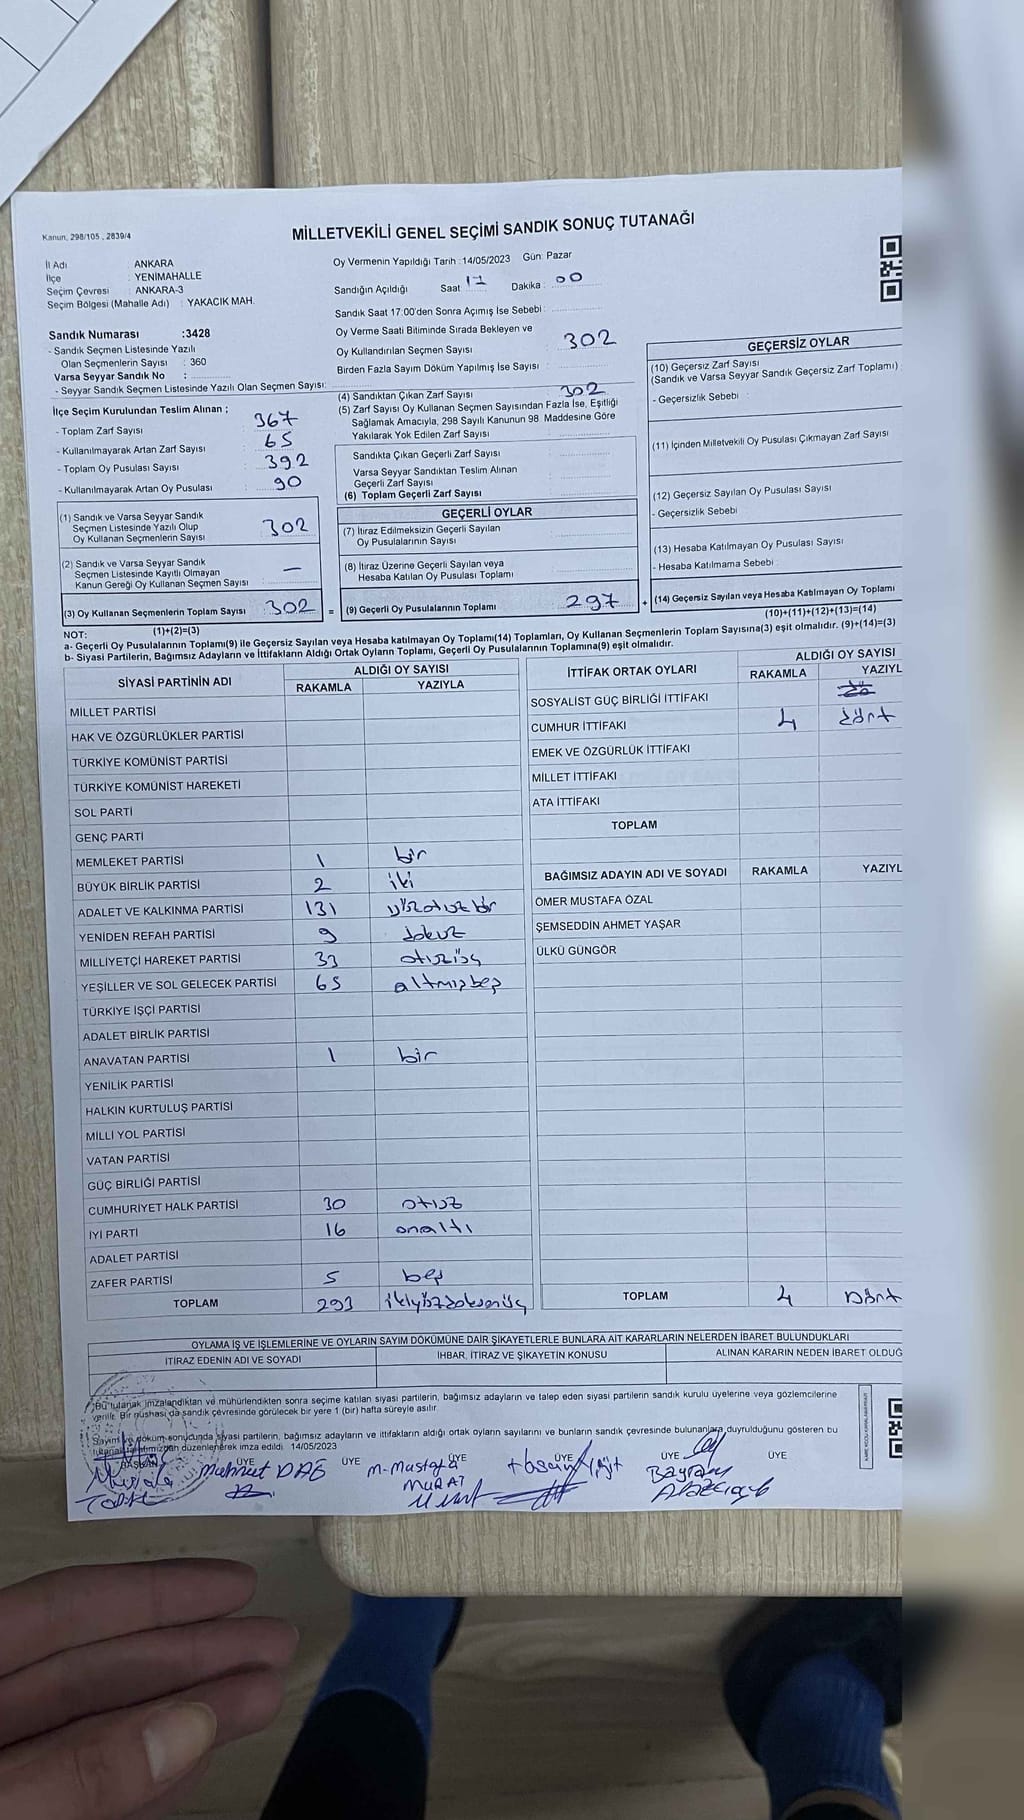 Kanun, 298/105 , 2839/4
MİLLETVEKİLİ GENEL SEÇİMİ SANDIK SONUÇ TUTANAĞI
İl Adı : ANKARA
İlçe : YENİMAHALLE
Seçim Çevresi : ANKARA-3
Seçim Bölgesi (Mahalle Adı) : YAKACIK MAH.
Oy Vermenin Yapıldığı Tarih :14/05/2023 Gün: Pazar
Sandığın Açıldığı Saat 17 Dakika : 00
Sandık Saat 17:00'den Sonra Açımış İse Sebebi :
Sandık Numarası :3428
- Sandık Seçmen Listesinde Yazılı
Olan Seçmenlerin Sayısı : 360
Varsa Seyyar Sandık No :
- Seyyar Sandık Seçmen Listesinde Yazılı Olan Seçmen Sayısı:
Oy Verme Saati Bitiminde Sırada Bekleyen ve
Oy Kullandırılan Seçmen Sayısı : 302
Birden Fazla Sayım Döküm Yapılmış İse Sayısı :
İlçe Seçim Kurulundan Teslim Alınan ;
- Toplam Zarf Sayısı : 367
- Kullanılmayarak Artan Zarf Sayısı : 65
- Toplam Oy Pusulası Sayısı : 392
- Kullanılmayarak Artan Oy Pusulası : 90
(4) Sandıktan Çıkan Zarf Sayısı 302
(5) Zarf Sayısı Oy Kullanan Seçmen Sayısından Fazla İse, Eşitliği
Sağlamak Amacıyla, 298 Sayılı Kanunun 98. Maddesine Göre
Yakılarak Yok Edilen Zarf Sayısı :
Sandıkta Çıkan Geçerli Zarf Sayısı :
Varsa Seyyar Sandıktan Teslim Alınan
Geçerli Zarf Sayısı :
(6) Toplam Geçerli Zarf Sayısı :
GEÇERSİZ OYLAR
(10) Geçersiz Zarf Sayısı
(Sandık ve Varsa Seyyar Sandık Geçersiz Zarf Toplamı) :
- Geçersizlik Sebebi :
(11) İçinden Milletvekili Oy Pusulası Çıkmayan Zarf Sayısı
(12) Geçersiz Sayılan Oy Pusulası Sayısı
- Geçersizlik Sebebi
(13) Hesaba Katılmayan Oy Pusulası Sayısı
- Hesaba Katılmama Sebebi :
(14) Geçersiz Sayılan veya Hesaba Katılmayan Oy Toplamı
(10)+(11)+(12)+(13)=(14)
(1) Sandık ve Varsa Seyyar Sandık
Seçmen Listesinde Yazılı Olup
Oy Kullanan Seçmenlerin Sayısı : 302
(2) Sandık ve Varsa Seyyar Sandık
Seçmen Listesinde Kayıtlı Olmayan
Kanun Gereği Oy Kullanan Seçmen Sayısı : —
(3) Oy Kullanan Seçmenlerin Toplam Sayısı : 302 =
(1)+(2)=(3)
GEÇERLİ OYLAR
(7) İtiraz Edilmeksizin Geçerli Sayılan
Oy Pusulalarının Sayısı :
(8) İtiraz Üzerine Geçerli Sayılan veya
Hesaba Katılan Oy Pusulası Toplamı :
(9) Geçerli Oy Pusulalarının Toplamı : 297 +
NOT:
a- Geçerli Oy Pusulalarının Toplamı(9) ile Geçersiz Sayılan veya Hesaba katılmayan Oy Toplamı(14) Toplamları, Oy Kullanan Seçmenlerin Toplam Sayısına(3) eşit olmalıdır. (9)+(14)=(3)
b- Siyasi Partilerin, Bağımsız Adayların ve İttifakların Aldığı Ortak Oyların Toplamı, Geçerli Oy Pusulalarının Toplamına(9) eşit olmalıdır.
SİYASİ PARTİNİN ADI ALDIĞI OY SAYISI
RAKAMLA YAZIYLA
MİLLET PARTİSİ
HAK VE ÖZGÜRLÜKLER PARTİSİ
TÜRKİYE KOMÜNİST PARTİSİ
TÜRKİYE KOMÜNİST HAREKETİ
SOL PARTİ
GENÇ PARTİ
MEMLEKET PARTİSİ 1 bir
BÜYÜK BİRLİK PARTİSİ 2 iki
ADALET VE KALKINMA PARTİSİ 131 yüzotuzbir
YENİDEN REFAH PARTİSİ 9 dokuz
MİLLİYETÇİ HAREKET PARTİSİ 33 otuzüç
YEŞİLLER VE SOL GELECEK PARTİSİ 65 altmışbeş
TÜRKİYE İŞÇİ PARTİSİ
ADALET BİRLİK PARTİSİ
ANAVATAN PARTİSİ 1 bir
YENİLİK PARTİSİ
HALKIN KURTULUŞ PARTİSİ
MİLLİ YOL PARTİSİ
VATAN PARTİSİ
GÜÇ BİRLİĞİ PARTİSİ
CUMHURİYET HALK PARTİSİ 30 otuz
İYİ PARTİ 16 onaltı
ADALET PARTİSİ
ZAFER PARTİSİ 5 beş
TOPLAM 293 ikiyüzdoksanüç
İTTİFAK ORTAK OYLARI ALDIĞI OY SAYISI
RAKAMLA YAZIYL
SOSYALİST GÜÇ BİRLİĞİ İTTİFAKI
CUMHUR İTTİFAKI 4 dört
EMEK VE ÖZGÜRLÜK İTTİFAKI
MİLLET İTTİFAKI
ATA İTTİFAKI
TOPLAM
BAĞIMSIZ ADAYIN ADI VE SOYADI RAKAMLA YAZIYL
ÖMER MUSTAFA ÖZAL
ŞEMSEDDİN AHMET YAŞAR
ÜLKÜ GÜNGÖR
TOPLAM 4 Dört
OYLAMA İŞ VE İŞLEMLERİNE VE OYLARIN SAYIM DÖKÜMÜNE DAİR ŞİKAYETLERLE BUNLARA AİT KARARLARIN NELERDEN İBARET BULUNDUKLARI
İTİRAZ EDENİN ADI VE SOYADI İHBAR, İTİRAZ VE ŞİKAYETİN KONUSU ALINAN KARARIN NEDEN İBARET OLDUĞ
Bu tutanak imzalandıktan ve mühürlendikten sonra seçime katılan siyasi partilerin, bağımsız adayların ve talep eden siyasi partilerin sandık kurulu üyelerine veya gözlemcilerine
verilir. Bir nüshası da sandık çevresinde görülecek bir yere 1 (bir) hafta süreyle asılır.
Sayım ve döküm sonucunda siyasi partilerin, bağımsız adayların ve ittifakların aldığı ortak oyların sayılarını ve bunların sandık çevresinde bulunanlara duyrulduğunu gösteren bu
tutanak tarafımızdan düzenlenerek imza edildi. 14/05/2023
BAŞKAN ÜYE ÜYE ÜYE ÜYE ÜYE ÜYE
Mehmet DAĞ M.Mustafa
MURAT
Bayram